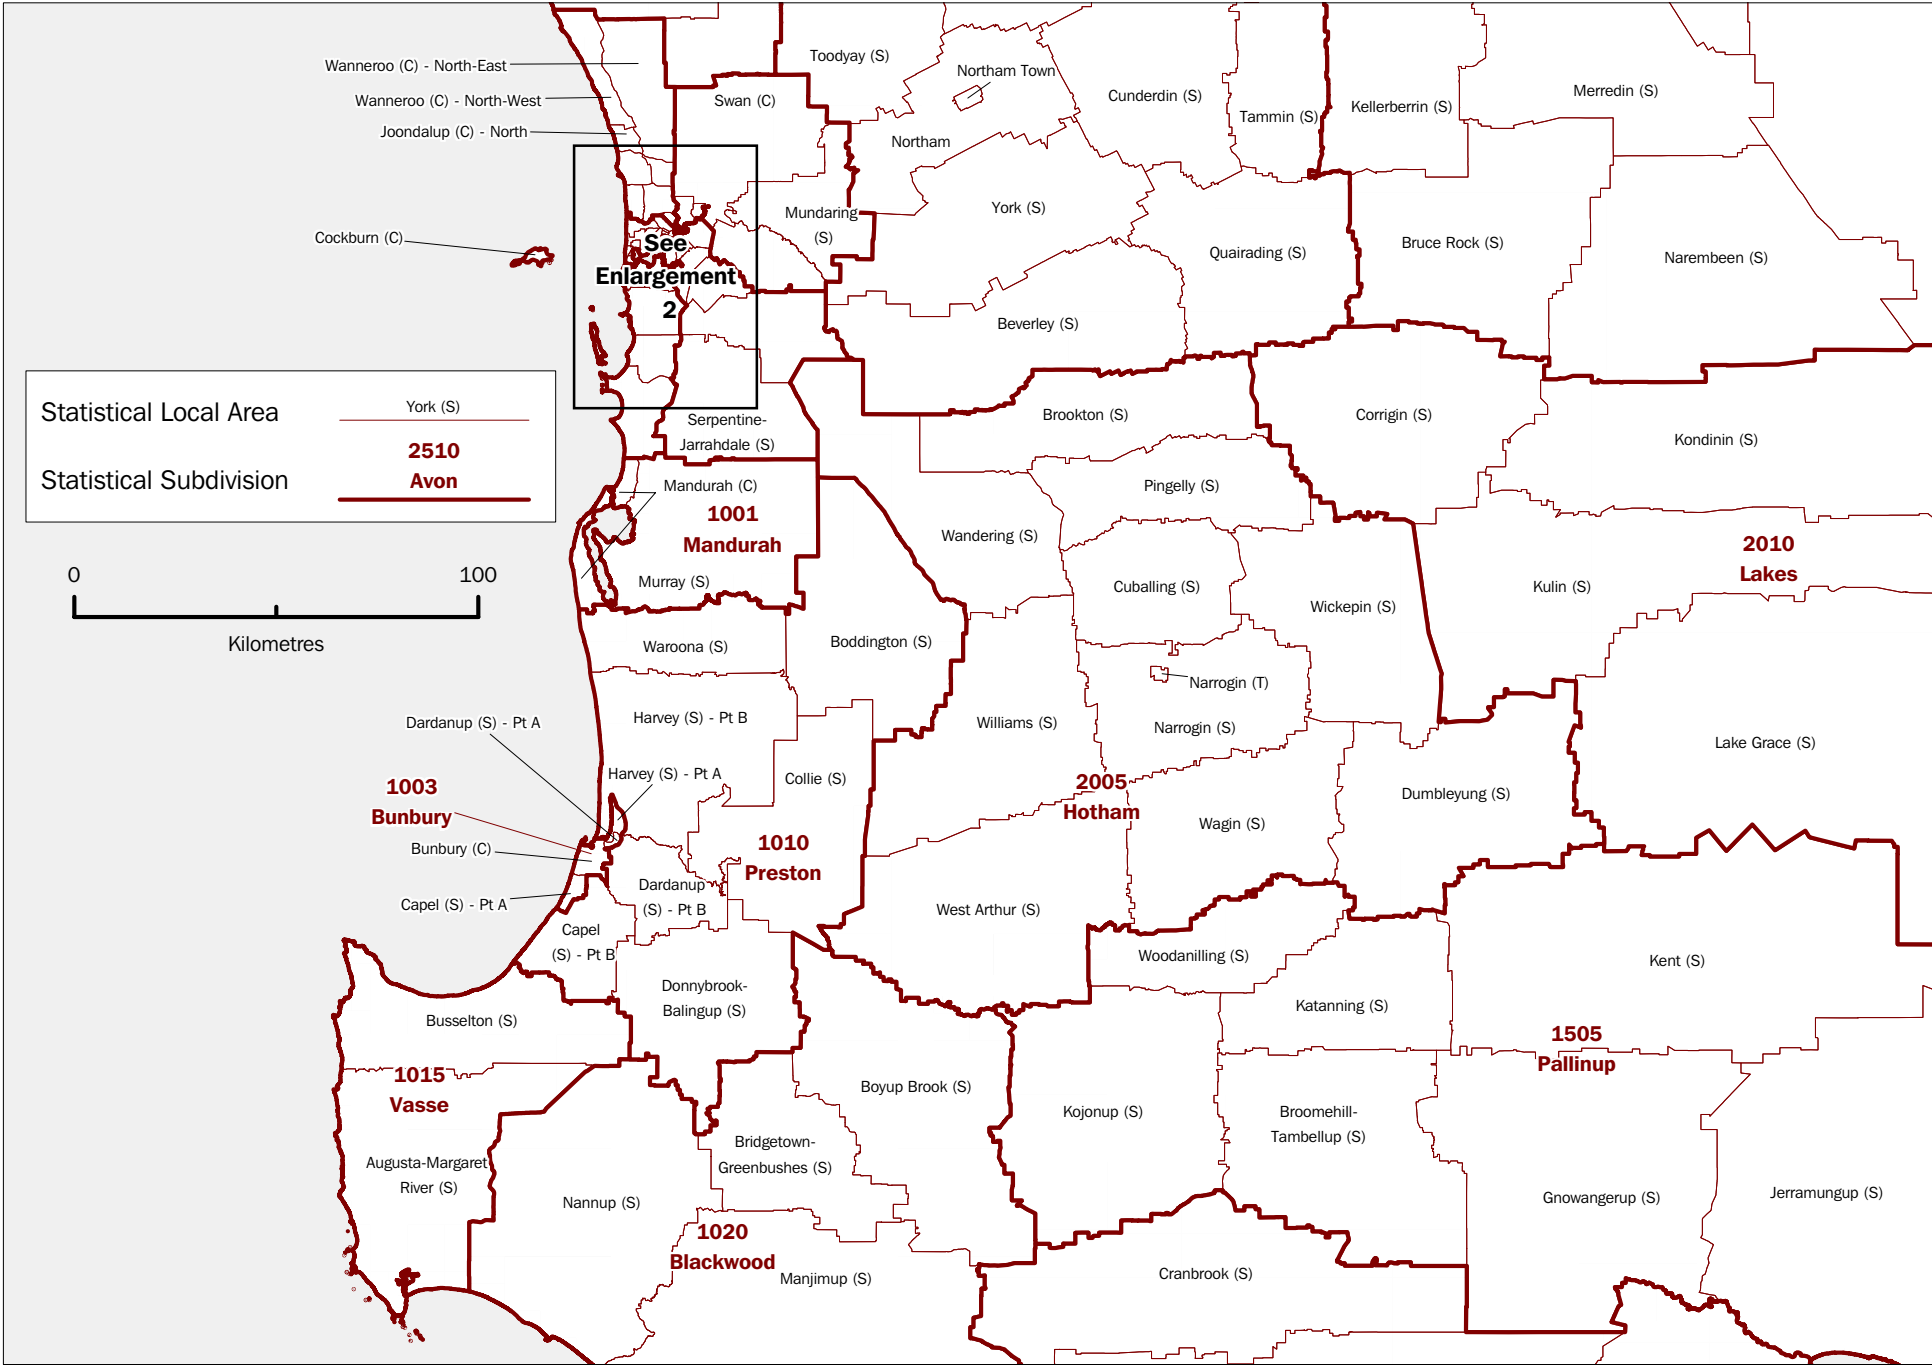 Toodyay (S)
Northam Town
Wanneroo (C) - North-East
Wanneroo (C) - North-West
Joondalup (C) - North
Swan (C)
Cunderdin (S)
Tammin (S)
Kellerberrin (S)
Merredin (S)
Northam
Mundaring
(S)
York (S)
Cockburn (C)
See
Enlargement
2
Quairading (S)
Bruce Rock (S)
Narembeen (S)
Beverley (S)
Statistical Local Area
York (S)
2510
Statistical Subdivision
Avon
Serpentine-
Jarrahdale (S)
Brookton (S)
Corrigin (S)
Kondinin (S)
Mandurah (C)
1001
Mandurah
Murray (S)
Pingelly (S)
Wandering (S)
2010
Lakes
0
100
Kilometres
Cuballing (S)
Wickepin (S)
Kulin (S)
Waroona (S)
Boddington (S)
Narrogin (T)
Narrogin (S)
Dardanup (S) - Pt A
Harvey (S) - Pt B
Williams (S)
Lake Grace (S)
Harvey (S) - Pt A
Collie (S)
1003
Bunbury
2005
Hotham
Dumbleyung (S)
Wagin (S)
Bunbury (C)
1010
Preston
Dardanup
(S) - Pt B
Capel (S) - Pt A
West Arthur (S)
Capel
(S) - Pt B
Woodanilling (S)
Kent (S)
Donnybrook-
Balingup (S)
Katanning (S)
Busselton (S)
1505
Pallinup
1015
Vasse
Boyup Brook (S)
Kojonup (S)
Broomehill-
Tambellup (S)
Bridgetown-
Greenbushes (S)
Augusta-Margaret
River (S)
Nannup (S)
Gnowangerup (S)
Jerramungup (S)
1020
Blackwood
Manjimup (S)
Cranbrook (S)